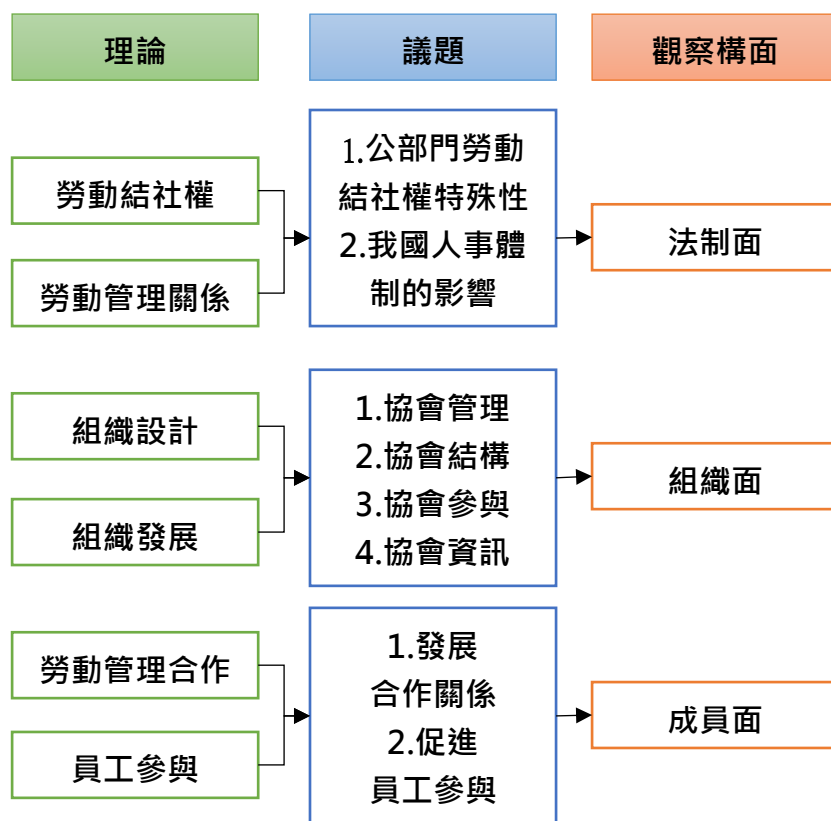 理論
議題
觀察構面
勞動結社權
勞動管理關係
1.公部門勞動
結社權特殊性
2.我國人事體
制的影響
法制面
組織設計
組織發展
1.協會管理
2.協會結構
3.協會參與
4.協會資訊
組織面
勞動管理合作
員工參與
1.發展
合作關係
2.促進
員工參與
成員面